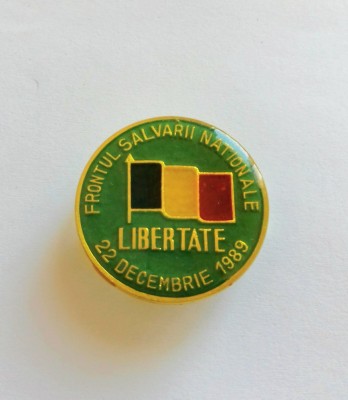 FRONTUL SALVARII NATIONALE
LIBERTATE
22 DECEMBRIE 1989